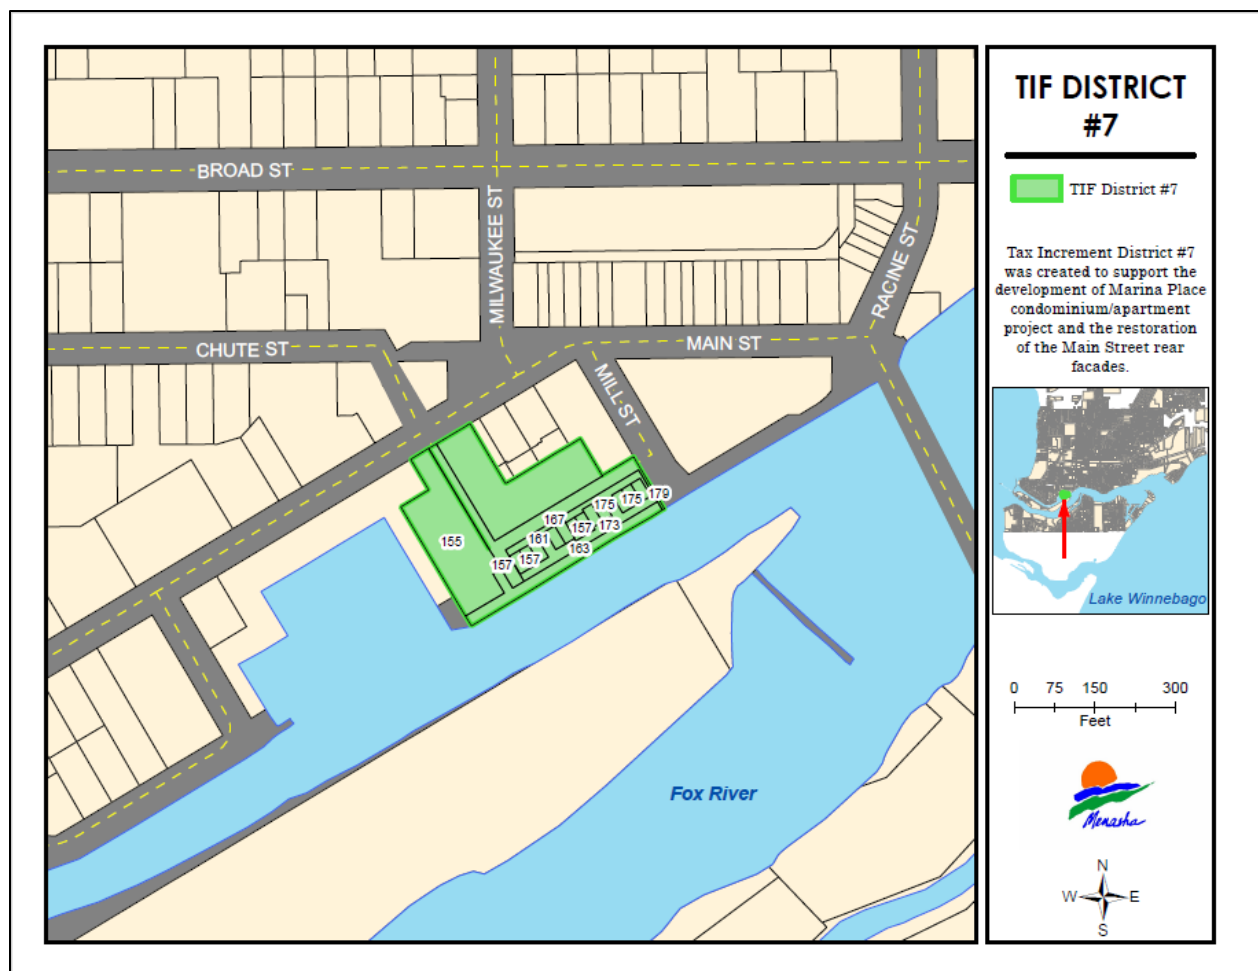 BROAD ST
MILWAUKEE ST
RACINE ST
CHUTE ST
MAIN ST
MILL ST
155
157
157
161
167
163
157
173
175
175
179
Fox River
TIF DISTRICT
#7
TIF District #7
Tax Increment District #7
was created to support the
development of Marina Place
condominium/apartment
project and the restoration
of the Main Street rear
facades.
Lake Winnebago
0 75 150 300
Feet
Menasha
N
W E
S